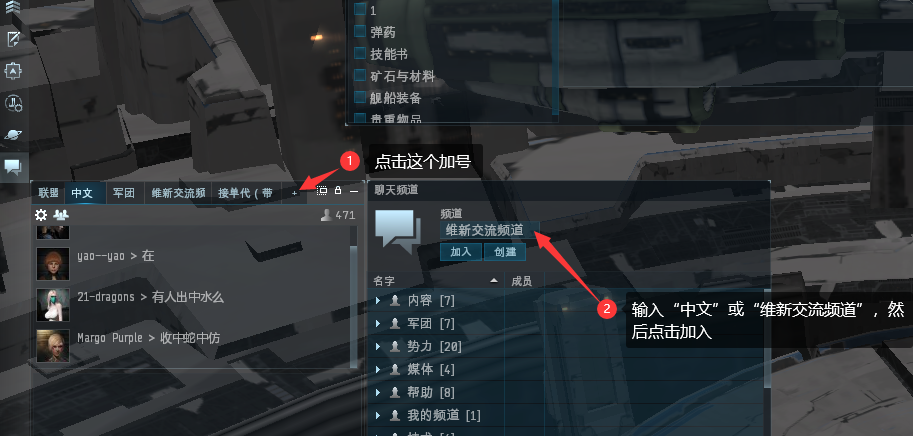 1
弹药
技能书
矿石与材料
舰船装备
贵重物品
1
点击这个加号
联盟 中文 军团 维新交流频 接单代（带 +
471
yao--yao > 在
21-dragons > 有人出中水么
Margo Purple > 收中蛇中仿
聊天频道
频道
维新交流频道
加入 创建
名字 成员
内容 [7]
军团 [7]
势力 [20]
媒体 [4]
帮助 [8]
我的频道 [1]
2
输入“中文”或“维新交流频道”，然
后点击加入